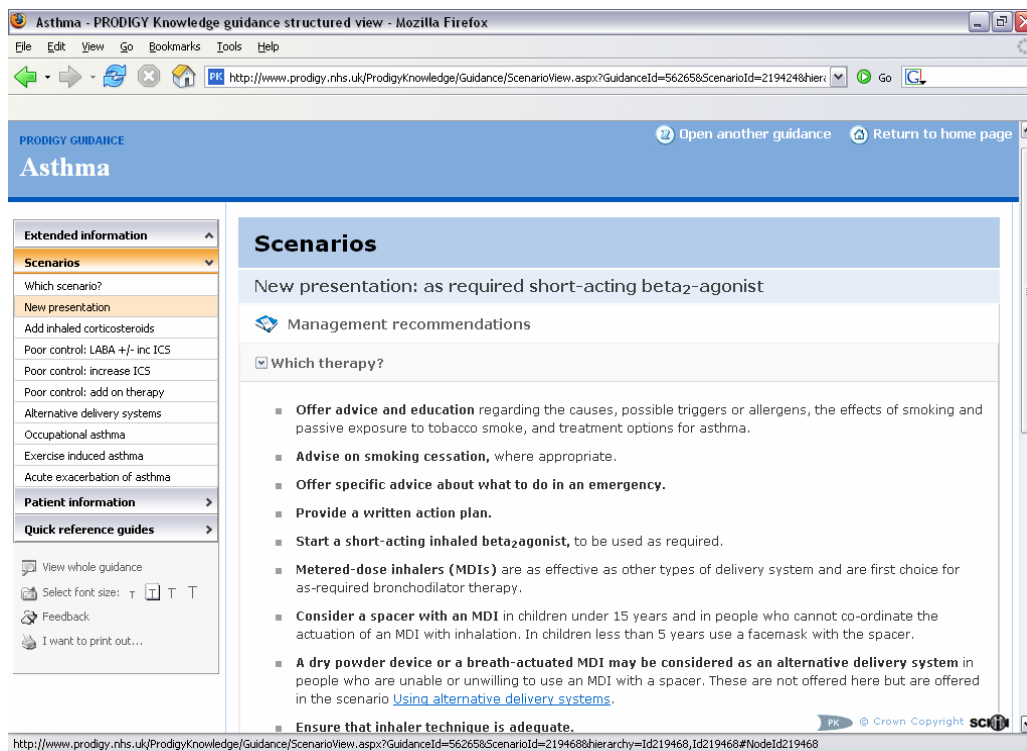 Asthma - PRODIGY Knowledge guidance structured view - Mozilla Firefox
File Edit View Go Bookmarks Tools Help
PK http://www.prodigy.nhs.uk/ProdigyKnowledge/Guidance/ScenarioView.aspx?GuidanceId=56265&ScenarioId=219424&hiera Go G
PRODIGY GUIDANCE
Open another guidance Return to home page
Asthma
Extended information
Scenarios
Which scenario?
New presentation
Add inhaled corticosteroids
Poor control: LABA +/- inc ICS
Poor control: increase ICS
Poor control: add on therapy
Alternative delivery systems
Occupational asthma
Exercise induced asthma
Acute exacerbation of asthma
Patient information
Quick reference guides
View whole guidance
Select font size: T T T T
Feedback
I want to print out...
Scenarios
New presentation: as required short-acting beta2-agonist
Management recommendations
Which therapy?
Offer advice and education regarding the causes, possible triggers or allergens, the effects of smoking and
passive exposure to tobacco smoke, and treatment options for asthma.
Advise on smoking cessation, where appropriate.
Offer specific advice about what to do in an emergency.
Provide a written action plan.
Start a short-acting inhaled beta2agonist, to be used as required.
Metered-dose inhalers (MDIs) are as effective as other types of delivery system and are first choice for
as-required bronchodilator therapy.
Consider a spacer with an MDI in children under 15 years and in people who cannot co-ordinate the
actuation of an MDI with inhalation. In children less than 5 years use a facemask with the spacer.
A dry powder device or a breath-actuated MDI may be considered as an alternative delivery system in
people who are unable or unwilling to use an MDI with a spacer. These are not offered here but are offered
in the scenario Using alternative delivery systems.
Ensure that inhaler technique is adequate.
PK © Crown Copyright
http://www.prodigy.nhs.uk/ProdigyKnowledge/Guidance/ScenarioView.aspx?GuidanceId=56265&ScenarioId=219468&hierarchy=Id219468,Id219468#NodeId219468